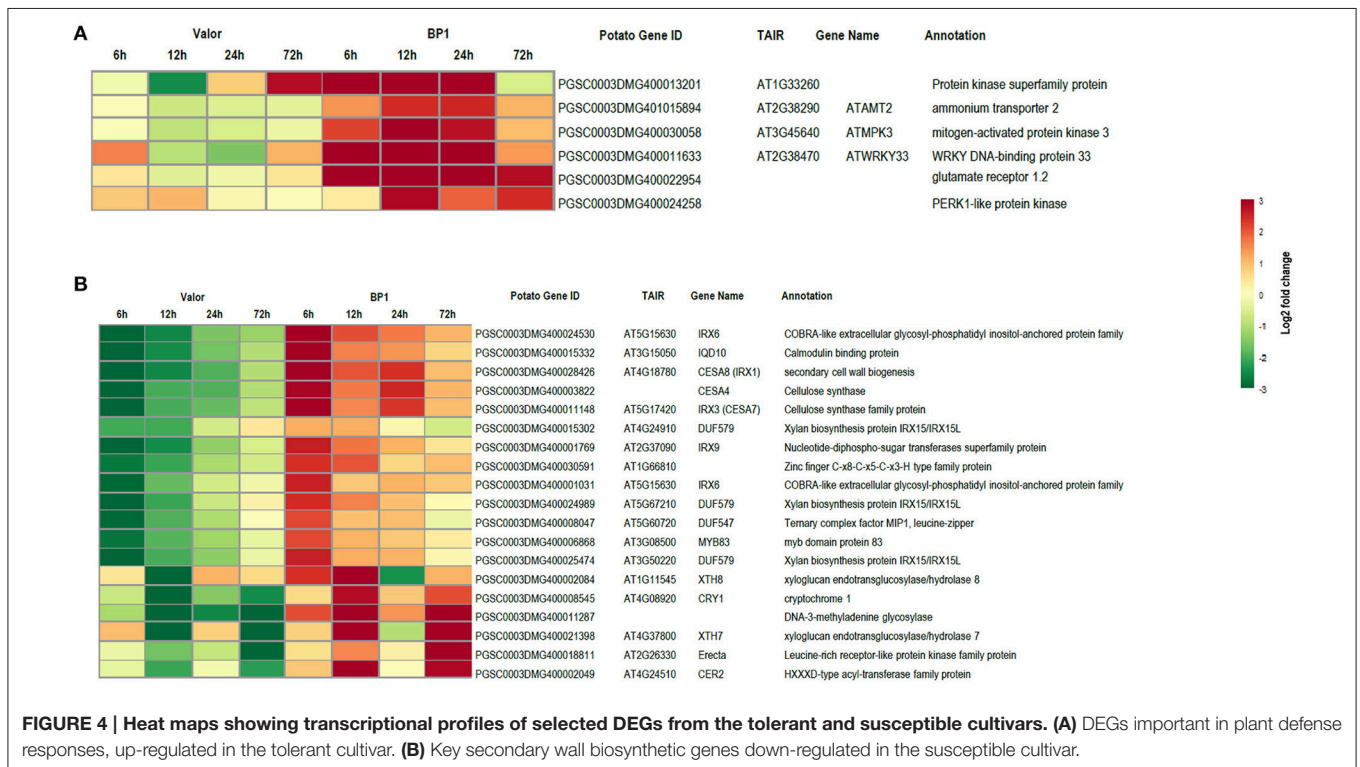 A
Valor BP1 Potato Gene ID TAIR Gene Name Annotation
6h 12h 24h 72h 6h 12h 24h 72h
PGSC0003DMG400013201 AT1G33260 Protein kinase superfamily protein
PGSC0003DMG401015894 AT2G38290 ATAMT2 ammonium transporter 2
PGSC0003DMG400030058 AT3G45640 ATMPK3 mitogen-activated protein kinase 3
PGSC0003DMG400011633 AT2G38470 ATWRKY33 WRKY DNA-binding protein 33
PGSC0003DMG400022954 glutamate receptor 1.2
PGSC0003DMG400024258 PERK1-like protein kinase
3
2
1
0
-1
-2
-3
Log2 fold change
B
Valor BP1 Potato Gene ID TAIR Gene Name Annotation
6h 12h 24h 72h 6h 12h 24h 72h
PGSC0003DMG400024530 AT5G15630 IRX6 COBRA-like extracellular glycosyl-phosphatidyl inositol-anchored protein family
PGSC0003DMG400015332 AT3G15050 IQD10 Calmodulin binding protein
PGSC0003DMG400028426 AT4G18780 CESA8 (IRX1) secondary cell wall biogenesis
PGSC0003DMG400003822 CESA4 Cellulose synthase
PGSC0003DMG400011148 AT5G17420 IRX3 (CESA7) Cellulose synthase family protein
PGSC0003DMG400015302 AT4G24910 DUF579 Xylan biosynthesis protein IRX15/IRX15L
PGSC0003DMG400001769 AT2G37090 IRX9 Nucleotide-diphospho-sugar transferases superfamily protein
PGSC0003DMG400030591 AT1G66810 Zinc finger C-x8-C-x5-C-x3-H type family protein
PGSC0003DMG400001031 AT5G15630 IRX6 COBRA-like extracellular glycosyl-phosphatidyl inositol-anchored protein family
PGSC0003DMG400024989 AT5G67210 DUF579 Xylan biosynthesis protein IRX15/IRX15L
PGSC0003DMG400008047 AT5G60720 DUF547 Ternary complex factor MIP1, leucine-zipper
PGSC0003DMG400006868 AT3G08500 MYB83 myb domain protein 83
PGSC0003DMG400025474 AT3G50220 DUF579 Xylan biosynthesis protein IRX15/IRX15L
PGSC0003DMG400002084 AT1G11545 XTH8 xyloglucan endotransglucosylase/hydrolase 8
PGSC0003DMG400008545 AT4G08920 CRY1 cryptochrome 1
PGSC0003DMG400011287 DNA-3-methyladenine glycosylase
PGSC0003DMG400021398 AT4G37800 XTH7 xyloglucan endotransglucosylase/hydrolase 7
PGSC0003DMG400018811 AT2G26330 Erecta Leucine-rich receptor-like protein kinase family protein
PGSC0003DMG400002049 AT4G24510 CER2 HXXXD-type acyl-transferase family protein
FIGURE 4 | Heat maps showing transcriptional profiles of selected DEGs from the tolerant and susceptible cultivars. (A) DEGs important in plant defense
responses, up-regulated in the tolerant cultivar. (B) Key secondary wall biosynthetic genes down-regulated in the susceptible cultivar.